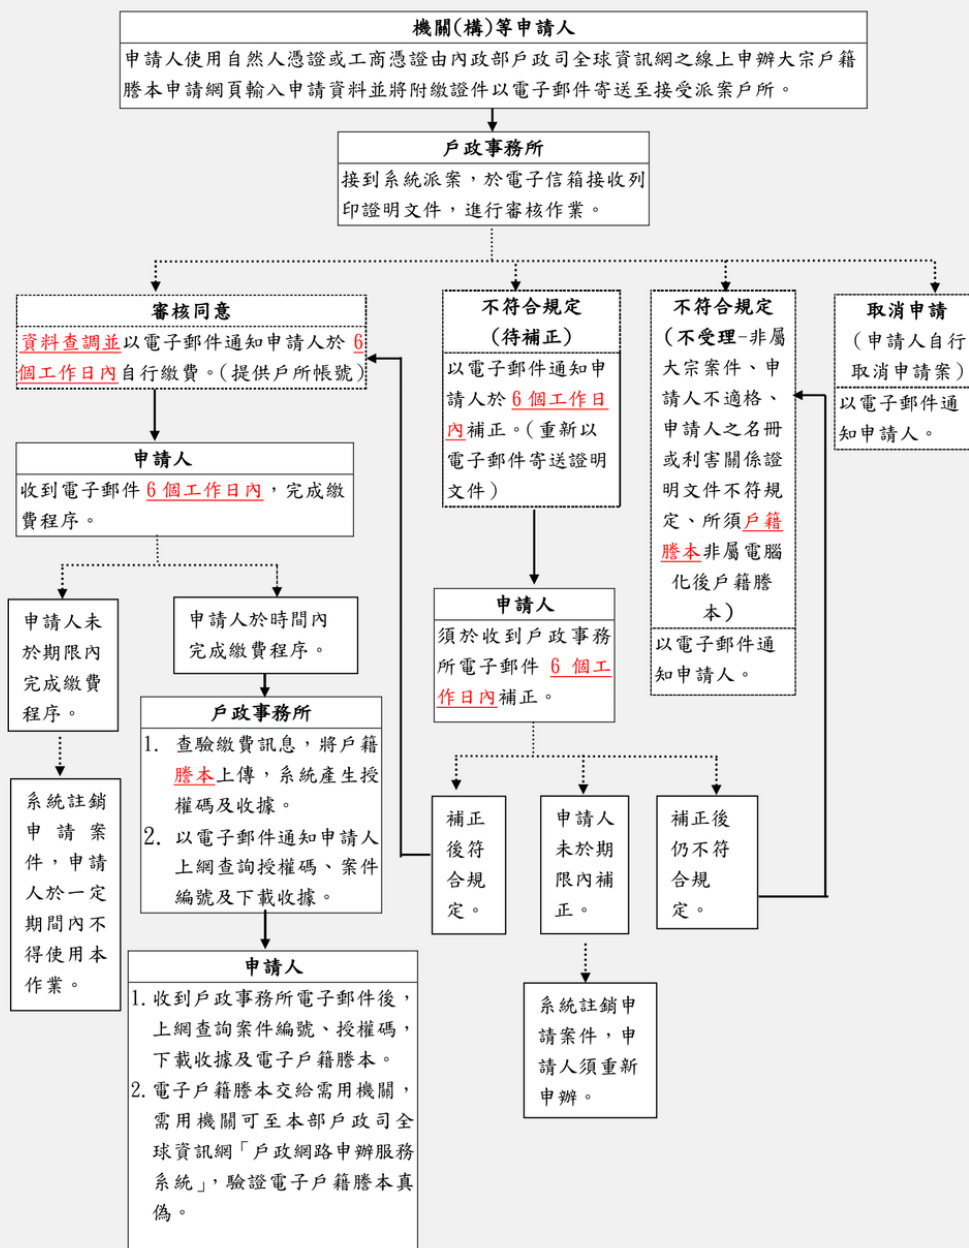 機關(構)等申請人
申請人使用自然人憑證或工商憑證由內政部戶政司全球資訊網之線上申辦大宗戶籍
謄本申請網頁輸入申請資料並將附繳證件以電子郵件寄送至接受派案戶所。
戶政事務所
接到系統派案，於電子信箱接收列
印證明文件，進行審核作業。
審核同意
資料查調並以電子郵件通知申請人於 6
個工作日內自行繳費。(提供戶所帳號)
不符合規定
(待補正)
以電子郵件通知申
請人於 6 個工作日
內補正。(重新以
電子郵件寄送證明
文件)
不符合規定
(不受理-非屬
大宗案件、申
請人不適格、
申請人之名冊
或利害關係證
明文件不符規
定、所須戶籍
謄本非屬電腦
化後戶籍謄
本)
以電子郵件通
知申請人。
取消申請
(申請人自行
取消申請案)
以電子郵件通
知申請人。
申請人
收到電子郵件 6 個工作日內，完成繳
費程序。
申請人未
於期限內
完成繳費
程序。
申請人於時間內
完成繳費程序。
申請人
須於收到戶政事務
所電子郵件 6 個工
作日內補正。
戶政事務所
1. 查驗繳費訊息，將戶籍
謄本上傳，系統產生授
權碼及收據。
2. 以電子郵件通知申請人
上網查詢授權碼、案件
編號及下載收據。
系統註銷
申請案
件，申請
人於一定
期間內不
得使用本
作業。
補正
後符
合規
定。
申請人
未於期
限內補
正。
補正後
仍不符
合規
定。
申請人
1. 收到戶政事務所電子郵件後，
上網查詢案件編號、授權碼，
下載收據及電子戶籍謄本。
2. 電子戶籍謄本交給需用機關，
需用機關可至本部戶政司全
球資訊網「戶政網路申辦服務
系統」，驗證電子戶籍謄本真
偽。
系統註銷申
請案件，申
請人須重新
申辦。